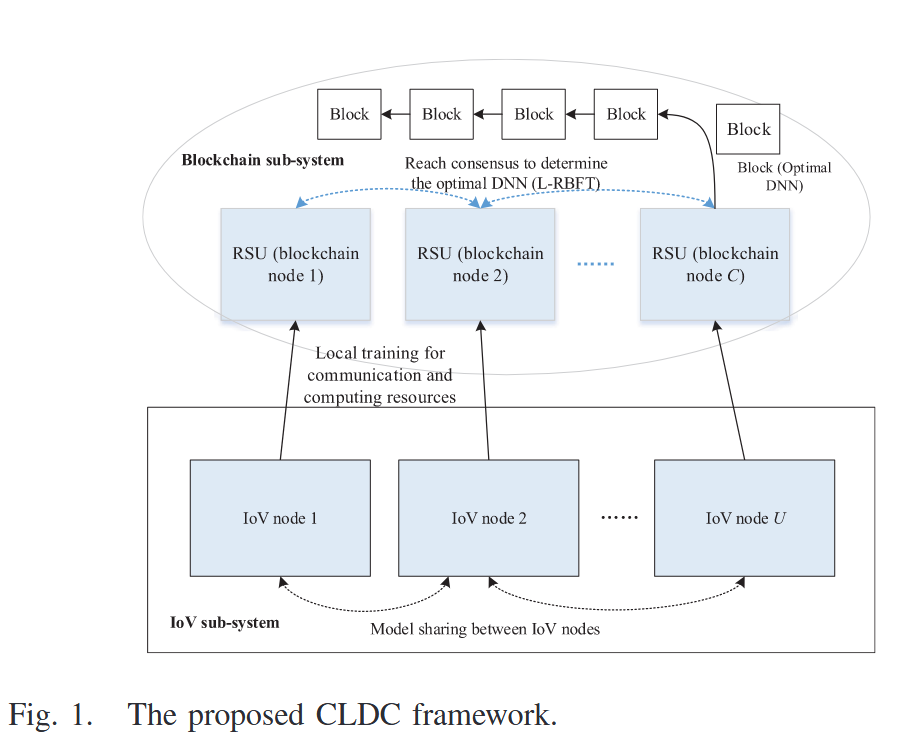 Block
Block
Block
Block
Block
Block (Optimal
DNN)
Blockchain sub-system
Reach consensus to determine
the optimal DNN (L-RBFT)
RSU (blockchain
node 1)
RSU (blockchain
node 2)
......
RSU (blockchain
node C)
Local training for
communication and
computing resources
IoV node 1
IoV node 2
......
IoV node U
IoV sub-system
Model sharing between IoV nodes
Fig. 1. The proposed CLDC framework.